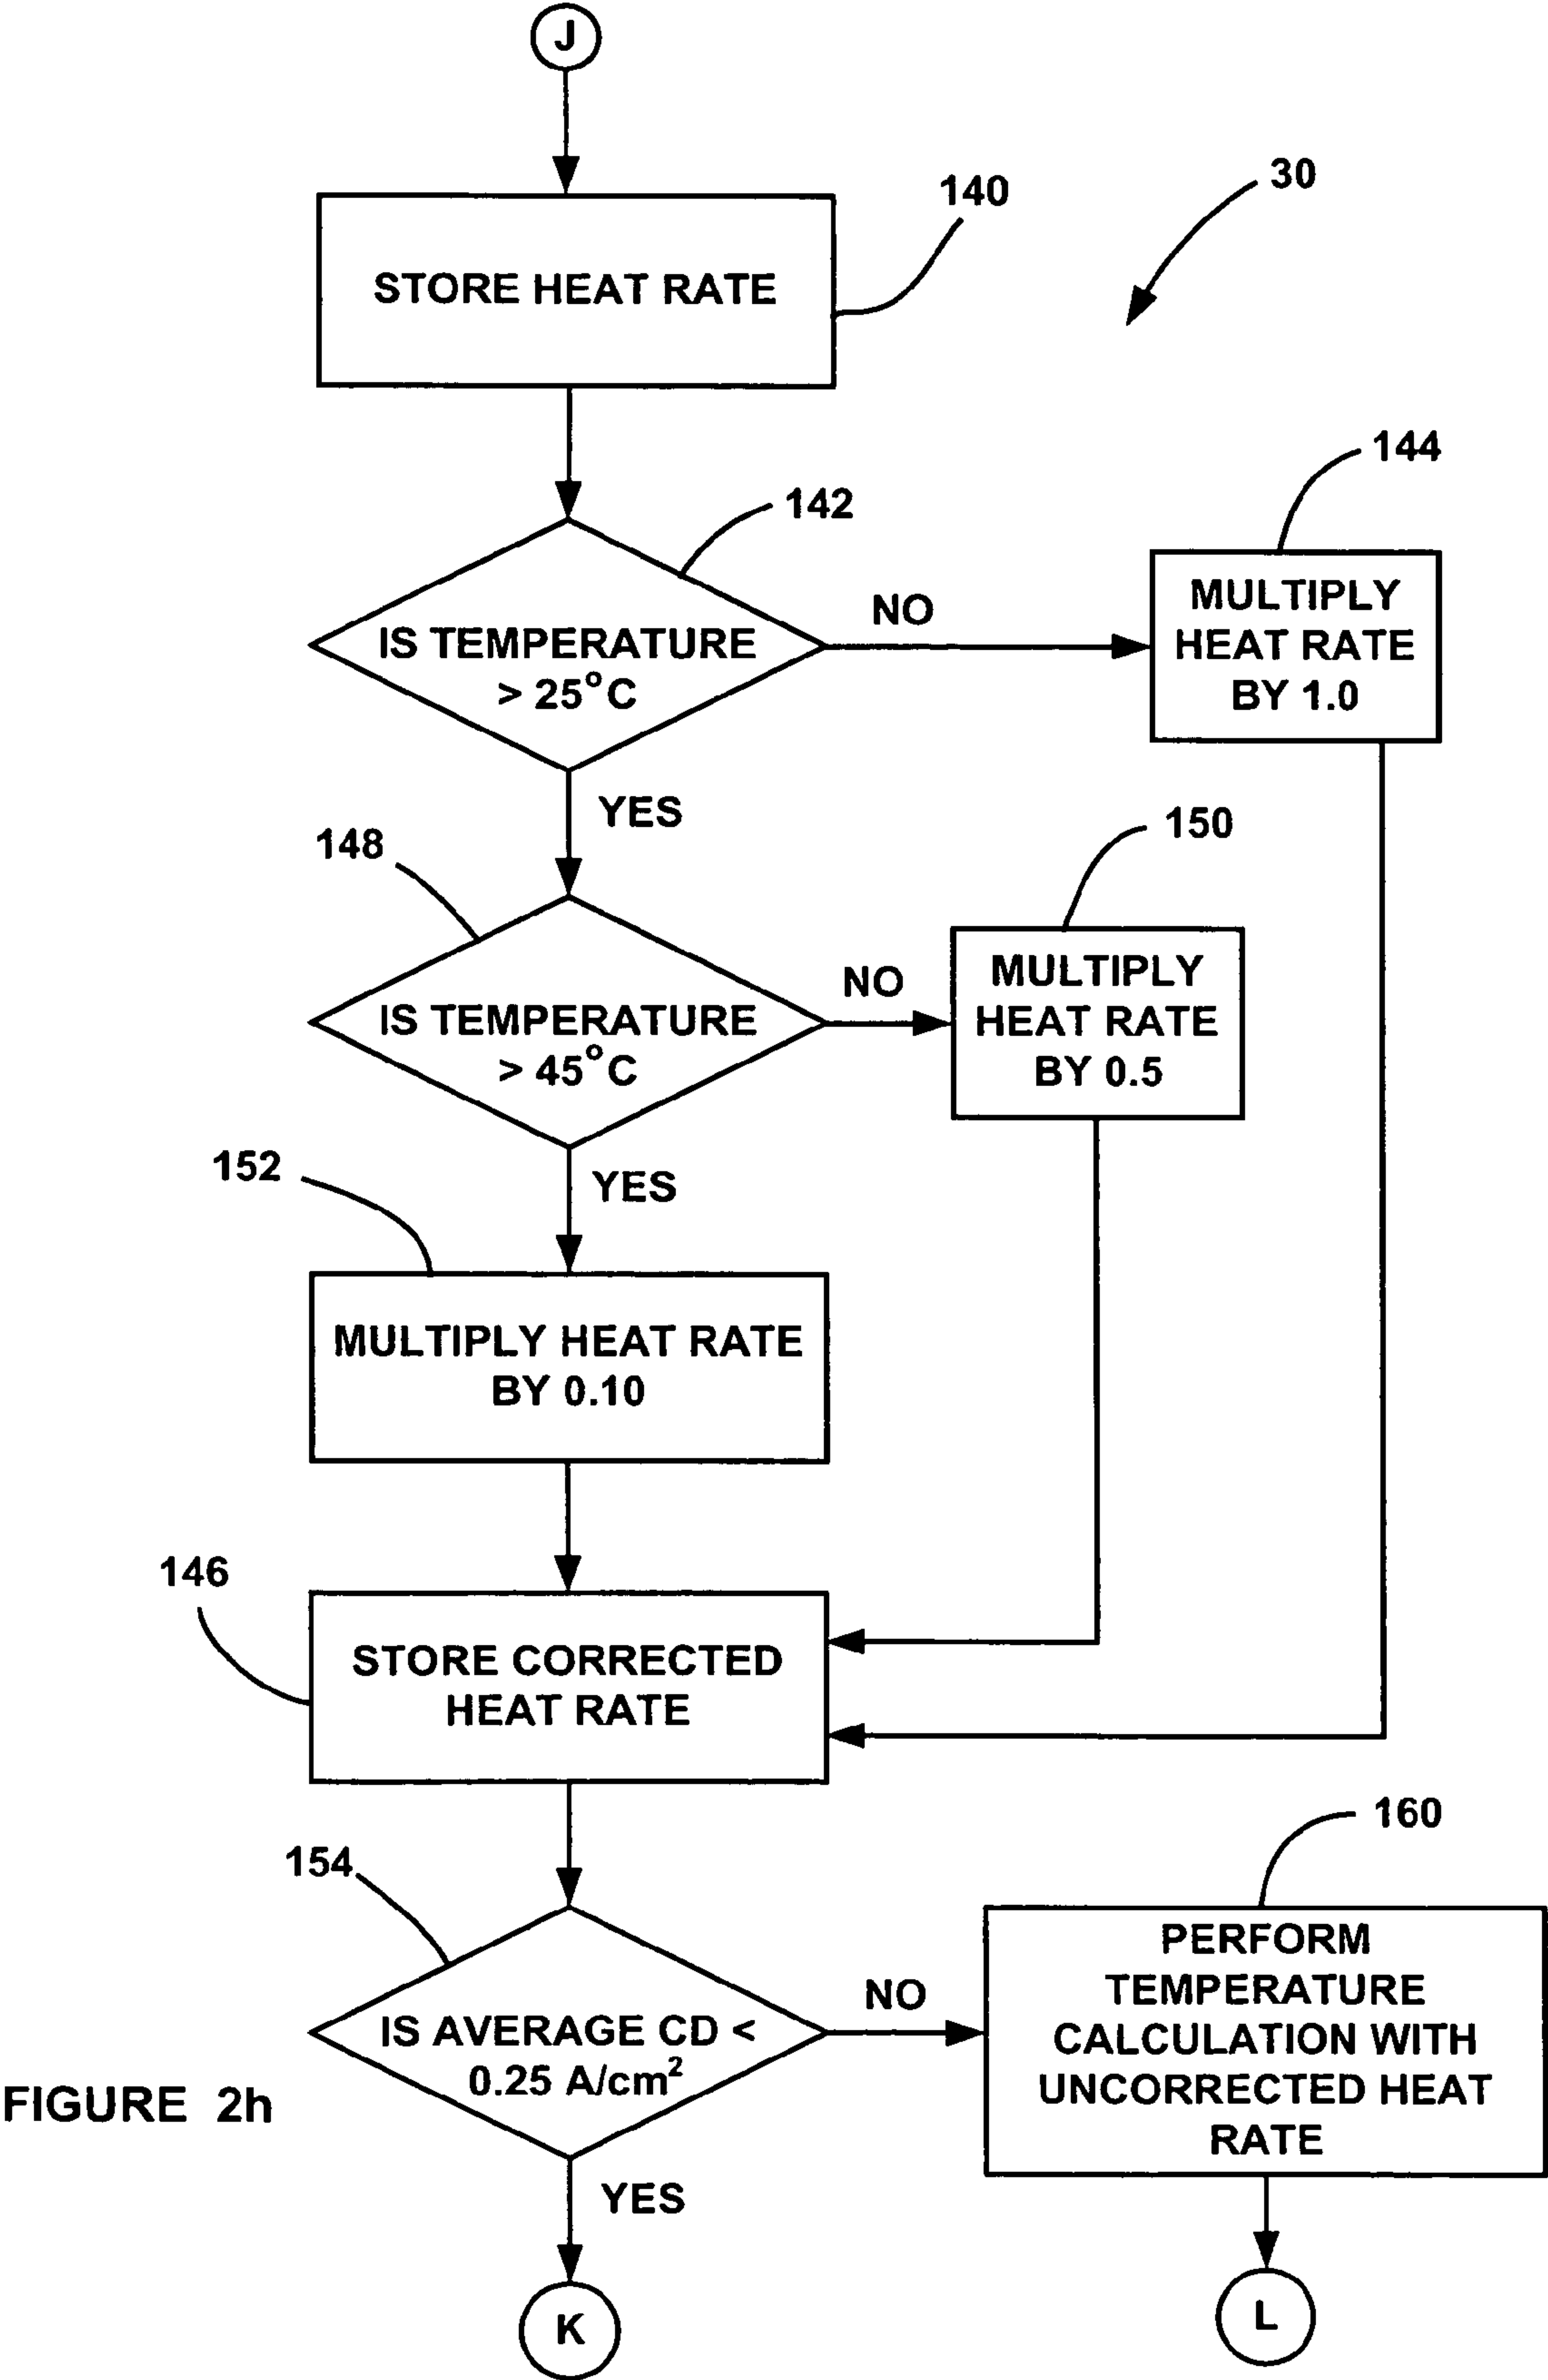 J
30
140
STORE HEAT RATE
142
144
IS TEMPERATURE
> 25°C
NO
MULTIPLY
HEAT RATE
BY 1.0
YES
148
150
IS TEMPERATURE
> 45°C
NO
MULTIPLY
HEAT RATE
BY 0.5
YES
152
MULTIPLY HEAT RATE
BY 0.10
146
STORE CORRECTED
HEAT RATE
154
160
IS AVERAGE CD <
0.25 A/cm²
NO
PERFORM
TEMPERATURE
CALCULATION WITH
UNCORRECTED HEAT
RATE
YES
FIGURE 2h
K
L